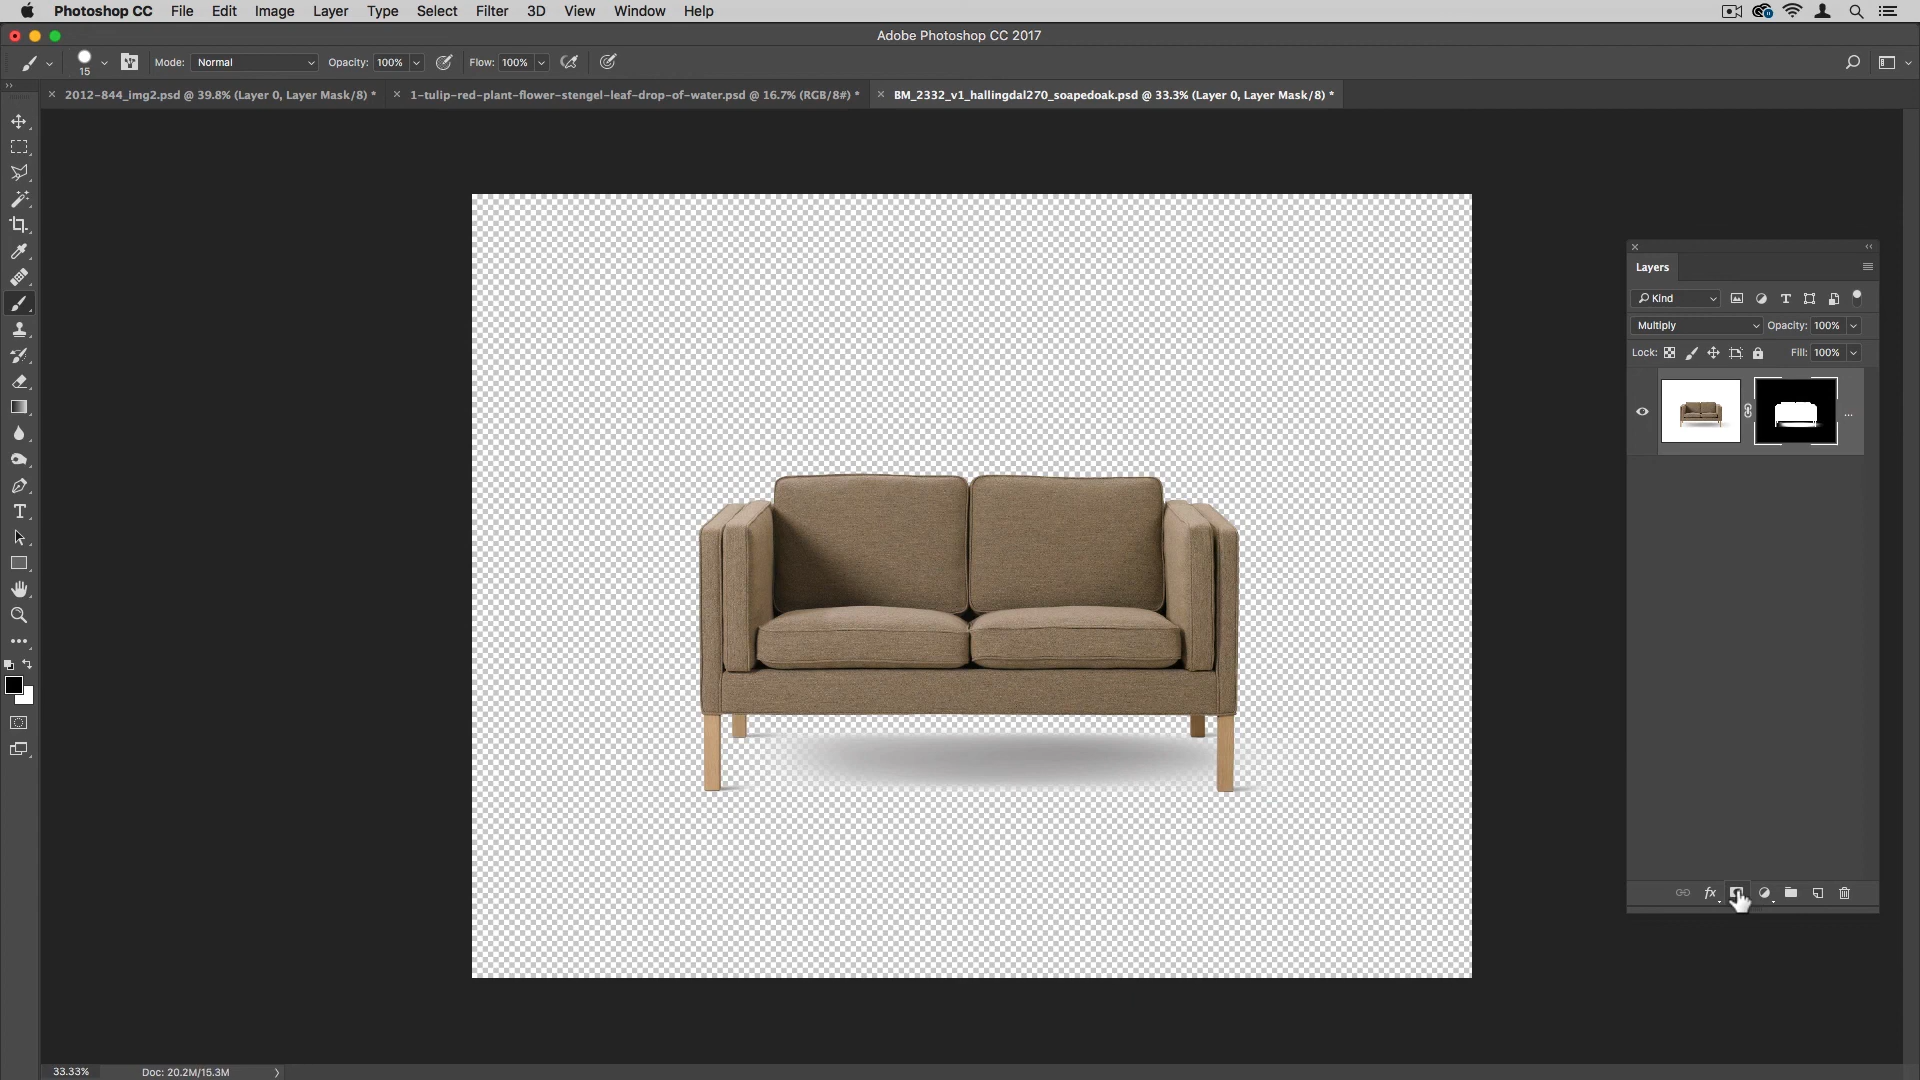 Photoshop CC File Edit Image Layer Type Select Filter 3D View Window Help
Adobe Photoshop CC 2017
15 Mode: Normal Opacity: 100% Flow: 100%
2012-844_img2.psd @ 39.8% (Layer 0, Layer Mask/8) * 1-tulip-red-plant-flower-stengel-leaf-drop-of-water.psd @ 16.7% (RGB/8#) * BM_2332_v1_hallingdal270_soapedoak.psd @ 33.3% (Layer 0, Layer Mask/8) *
Layers
Kind
Multiply Opacity: 100%
Lock: Fill: 100%
...
fx
33.33% Doc: 20.2M/15.3M